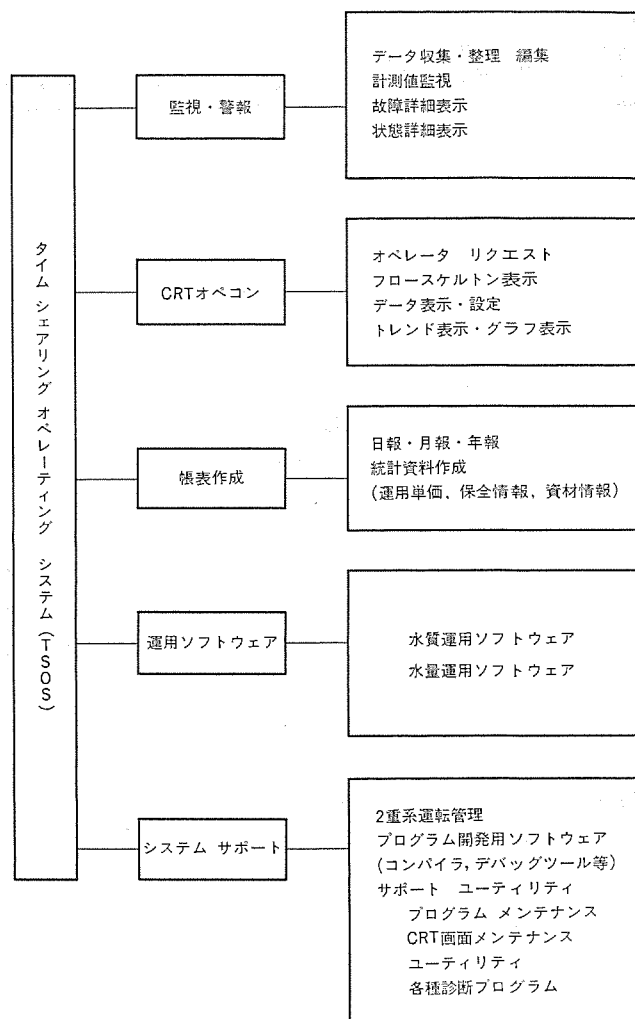 タイム シェアリング オペレーティング システム(TSOS)
監視・警報
データ収集・整理 編集
計測値監視
故障詳細表示
状態詳細表示
CRTオペコン
オペレータ リクエスト
フロースケルトン表示
データ表示・設定
トレンド表示・グラフ表示
帳表作成
日報・月報・年報
統計資料作成
(運用単価、保全情報, 資材情報)
運用ソフトウェア
水質運用ソフトウェア
水量運用ソフトウェア
システム サポート
2重系運転管理
プログラム開発用ソフトウェア
(コンパイラ, デバッグツール等)
サポート ユーティリティ
プログラム メンテナンス
CRT画面メンテナンス
ユーティリティ
各種診断プログラム